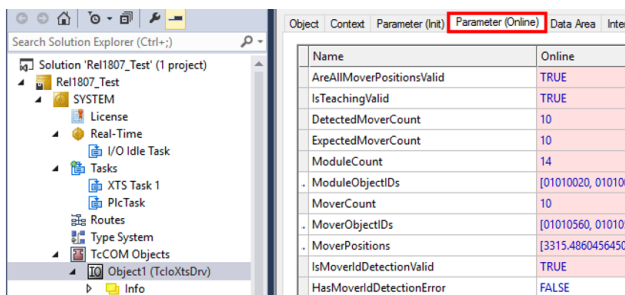 Search Solution Explorer (Ctrl+;)
Solution 'Rel1807_Test' (1 project)
Rel1807_Test
SYSTEM
License
Real-Time
I/O Idle Task
Tasks
XTS Task 1
PlcTask
Routes
Type System
TcCOM Objects
Object1 (TcIoXtsDrv)
Info
Object Context Parameter (Init) Parameter (Online) Data Area
Name Online
AreAllMoverPositionsValid TRUE
IsTeachingValid TRUE
DetectedMoverCount 10
ExpectedMoverCount 10
ModuleCount 14
ModuleObjectIDs [01010020,
MoverCount 10
MoverObjectIDs [01010560,
MoverPositions [3315.4860456450
IsMoverIdDetectionValid TRUE
HasMoverIdDetectionError FALSE